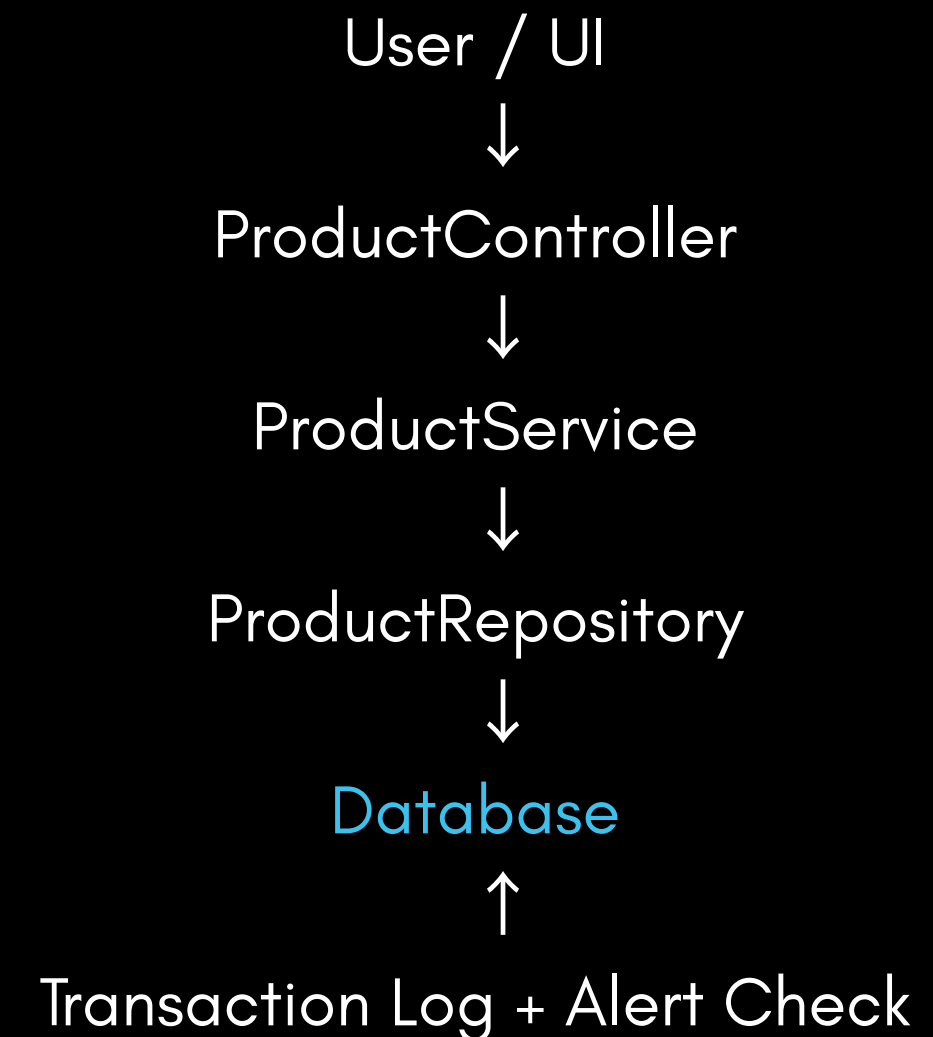 User / UI
↓
ProductController
↓
ProductService
↓
ProductRepository
↓
Database
↑
Transaction Log + Alert Check